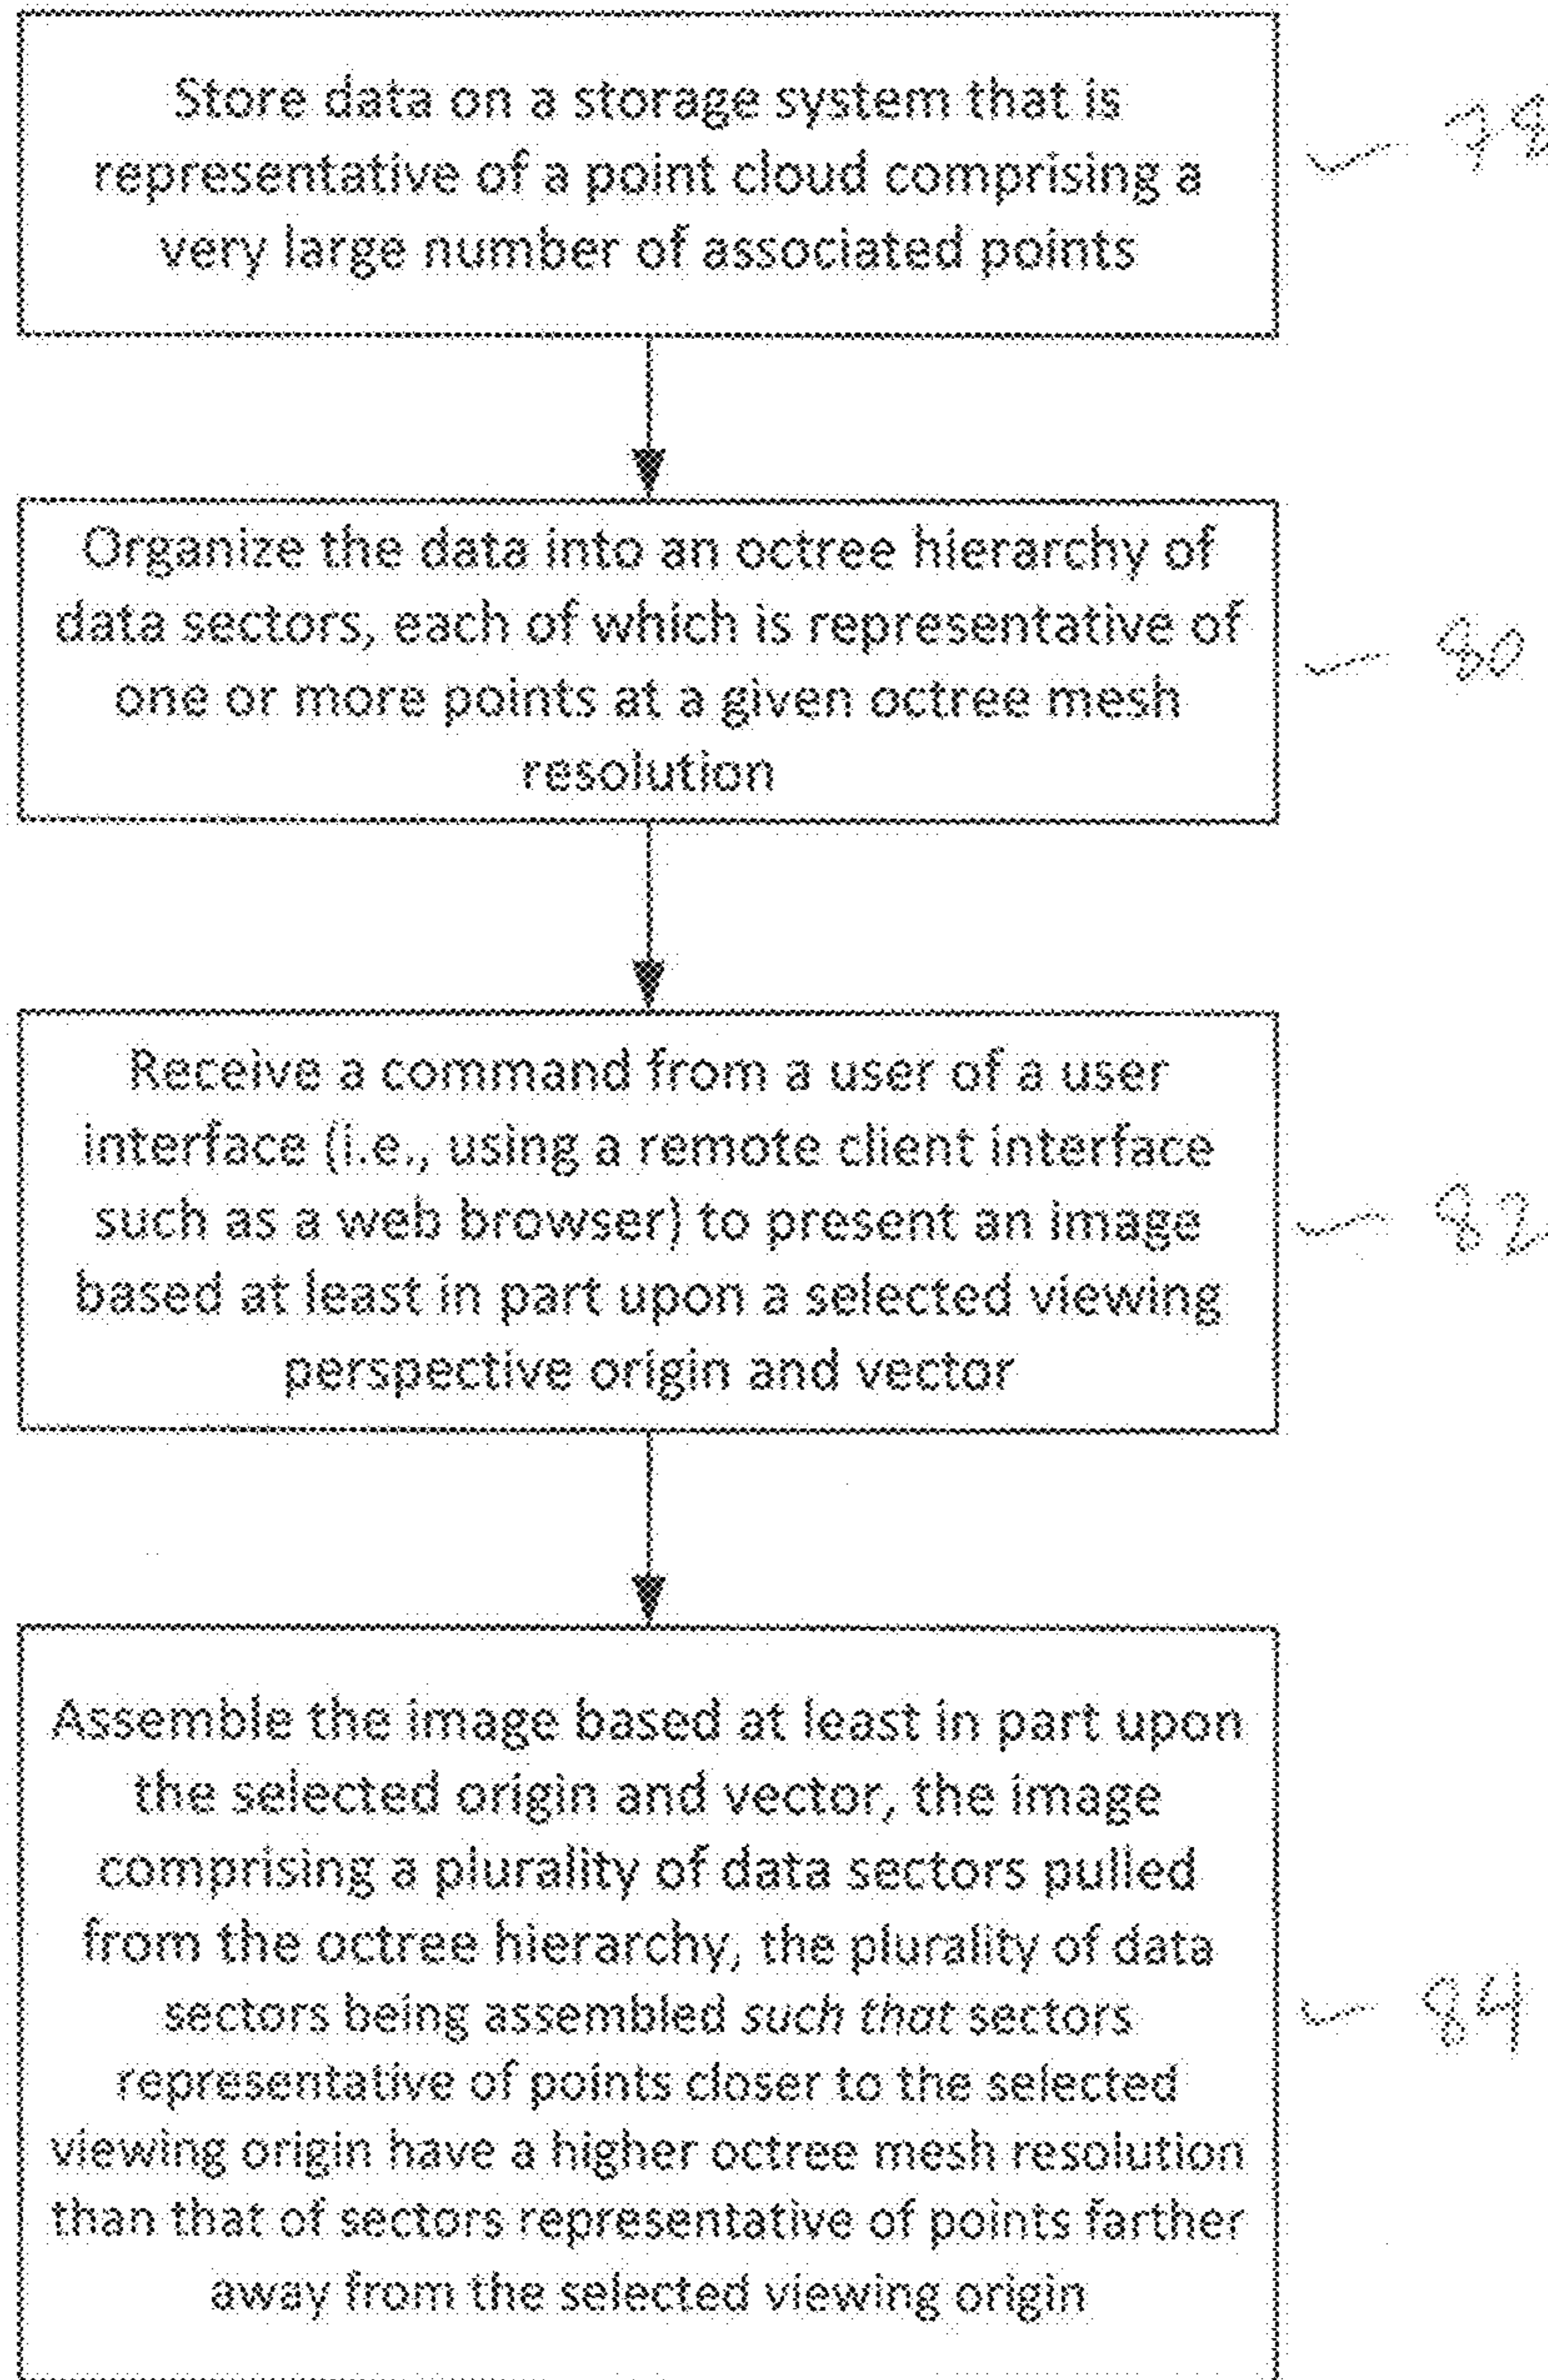 Store data on a storage system that is
representative of a point cloud comprising a
very large number of associated points
78
Organize the data into an octree hierarchy of
data sectors, each of which is representative of
one or more points at a given octree mesh
resolution
80
Receive a command from a user of a user
interface (i.e., using a remote client interface
such as a web browser) to present an image
based at least in part upon a selected viewing
perspective origin and vector
82
Assemble the image based at least in part upon
the selected origin and vector, the image
comprising a plurality of data sectors pulled
from the octree hierarchy, the plurality of data
sectors being assembled such that sectors
representative of points closer to the selected
viewing origin have a higher octree mesh resolution
than that of sectors representative of points farther
away from the selected viewing origin
84